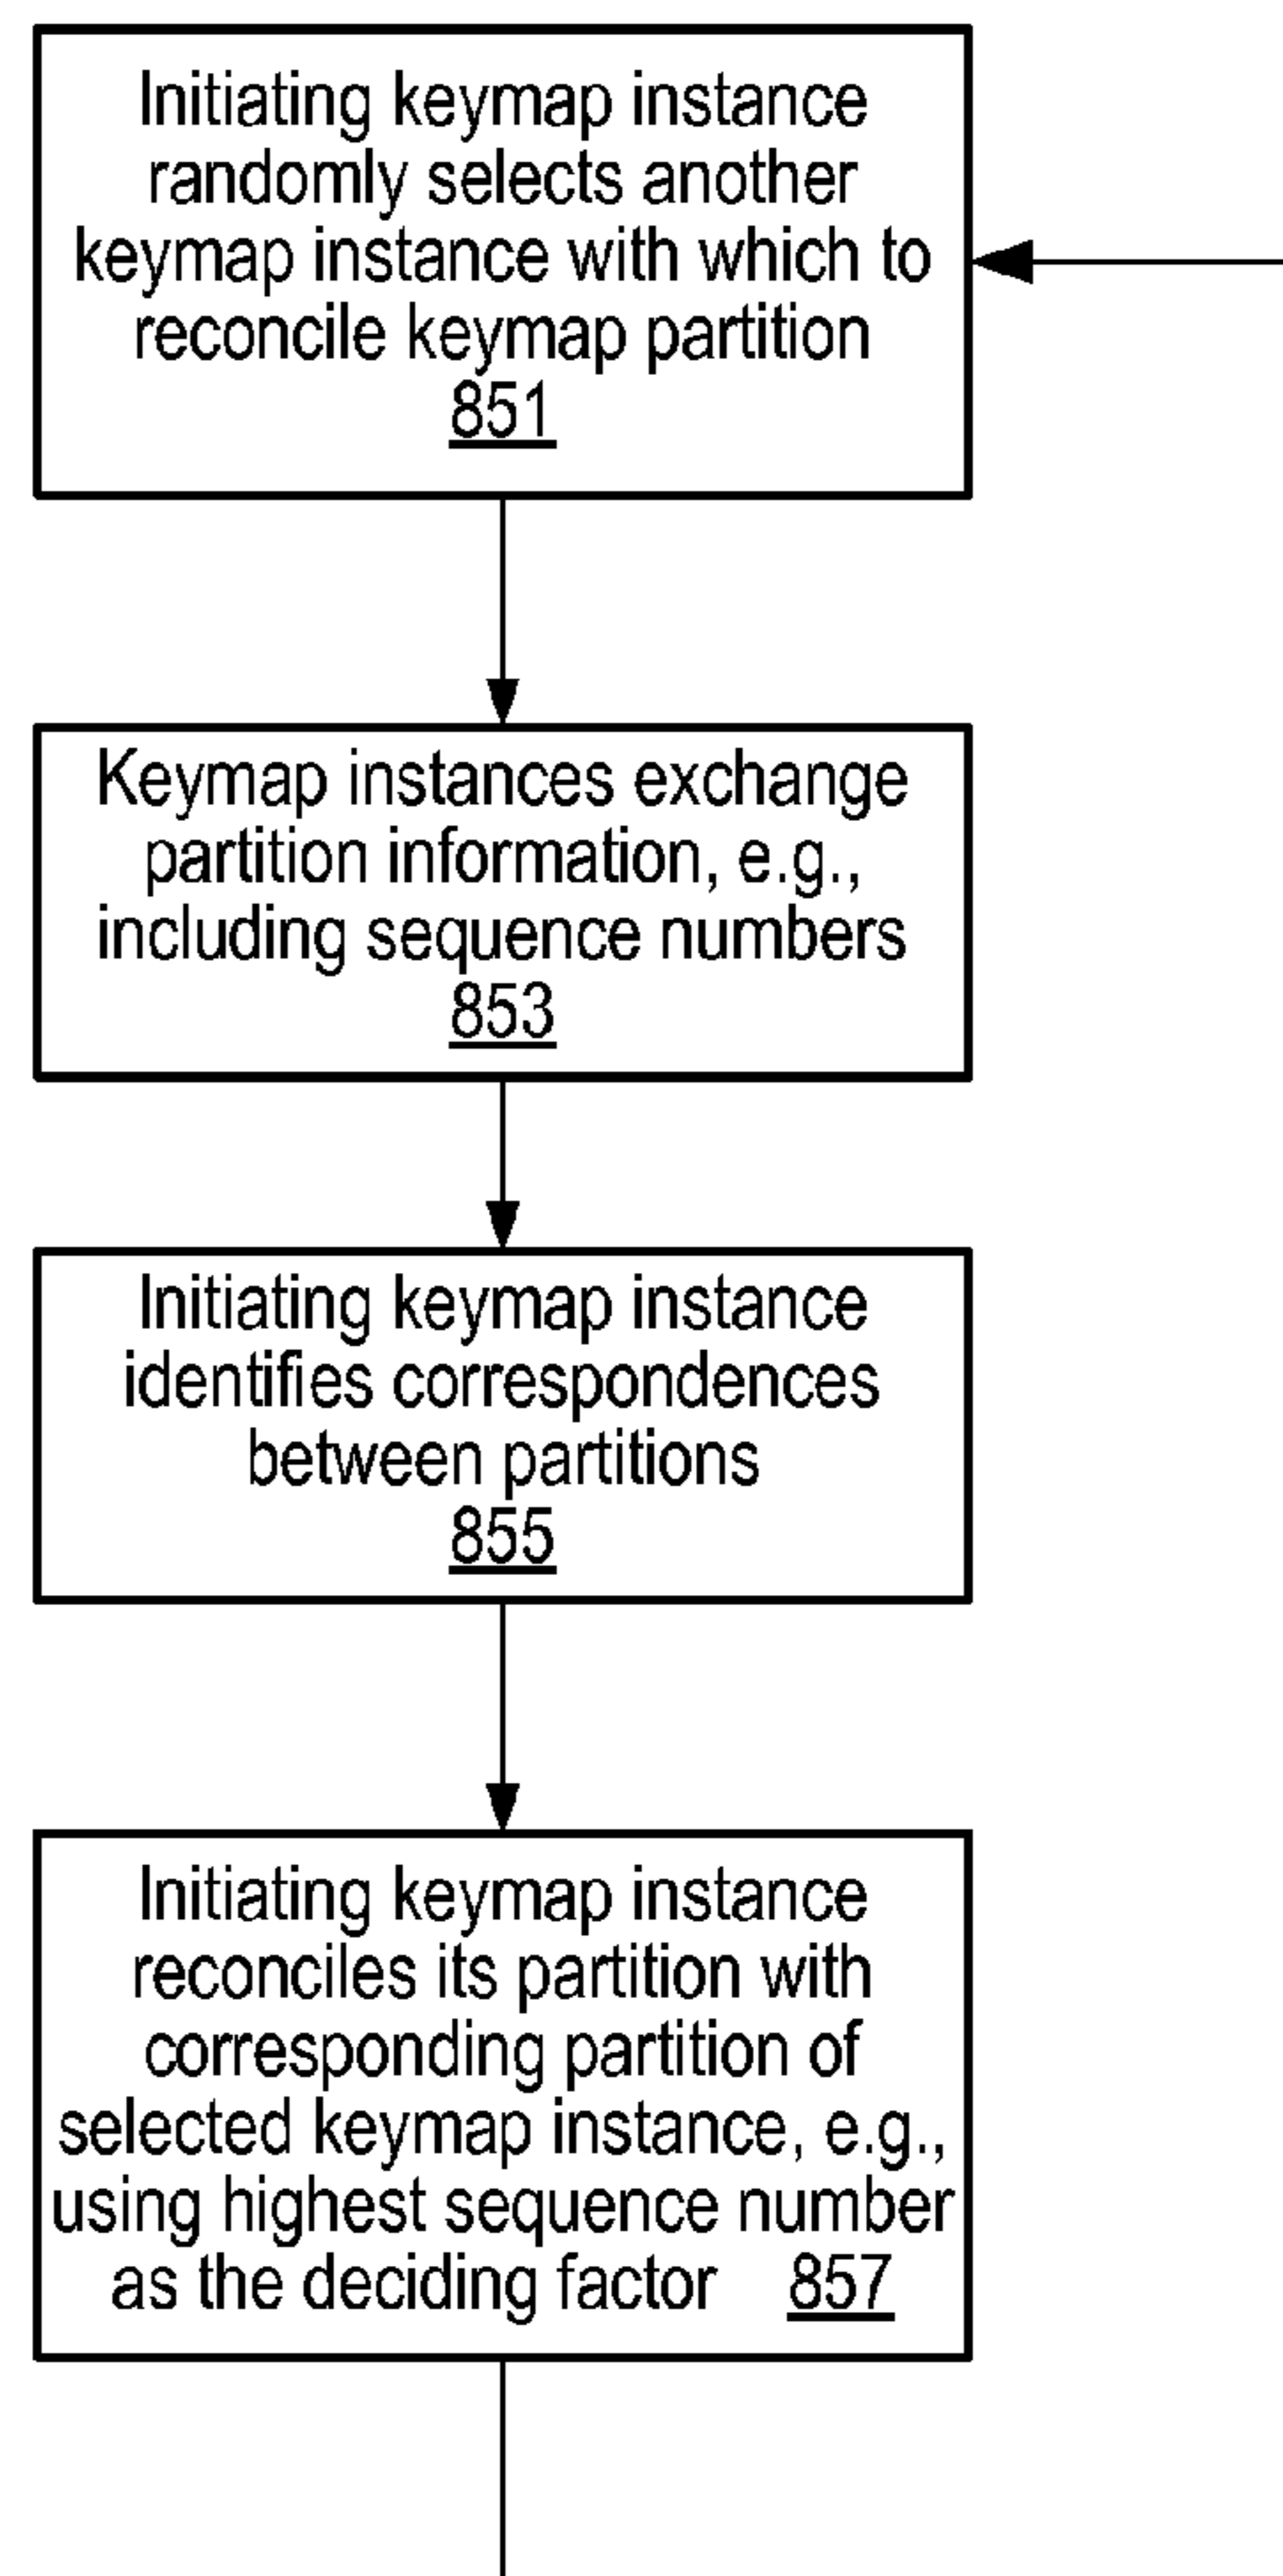 Initiating keymap instance
randomly selects another
keymap instance with which to
reconcile keymap partition
851
Keymap instances exchange
partition information, e.g.,
including sequence numbers
853
Initiating keymap instance
identifies correspondences
between partitions
855
Initiating keymap instance
reconciles its partition with
corresponding partition of
selected keymap instance, e.g.,
using highest sequence number
as the deciding factor 857